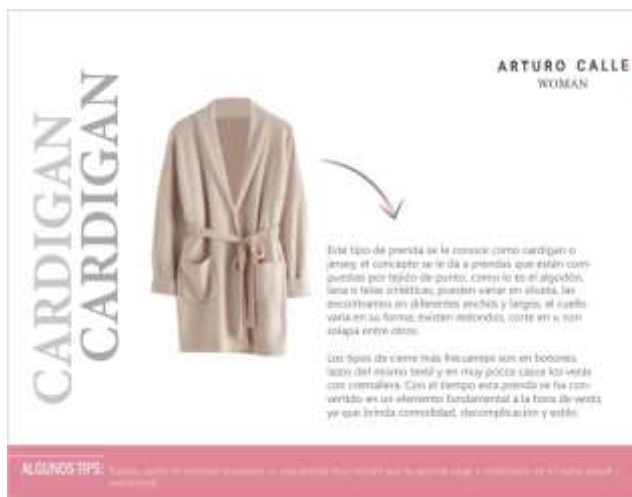 CARDIGAN
CARDIGAN
ARTURO CALLE
WOMAN
Este tipo de prenda se le conoce como cardigan o
jersey, el concepto se le da a prendas que están com-
puestas por tejido de punto, como lo es el algodón,
lana o telas sintéticas, pueden variar en silueta, las
encontramos en diferentes anchos y largos, el cuello
varia en su forma, existen redondos, corte en v, con
solapa entre otros.
Los tipos de cierre más frecuentes son en botones,
lazos del mismo textil y en muy pocos casos los verás
con cremallera. Con el tiempo esta prenda se ha con-
vertido en un elemento fundamental a la hora de vestir
ya que brinda comodidad, decomplicación y estilo.
ALGUNOS TIPS: